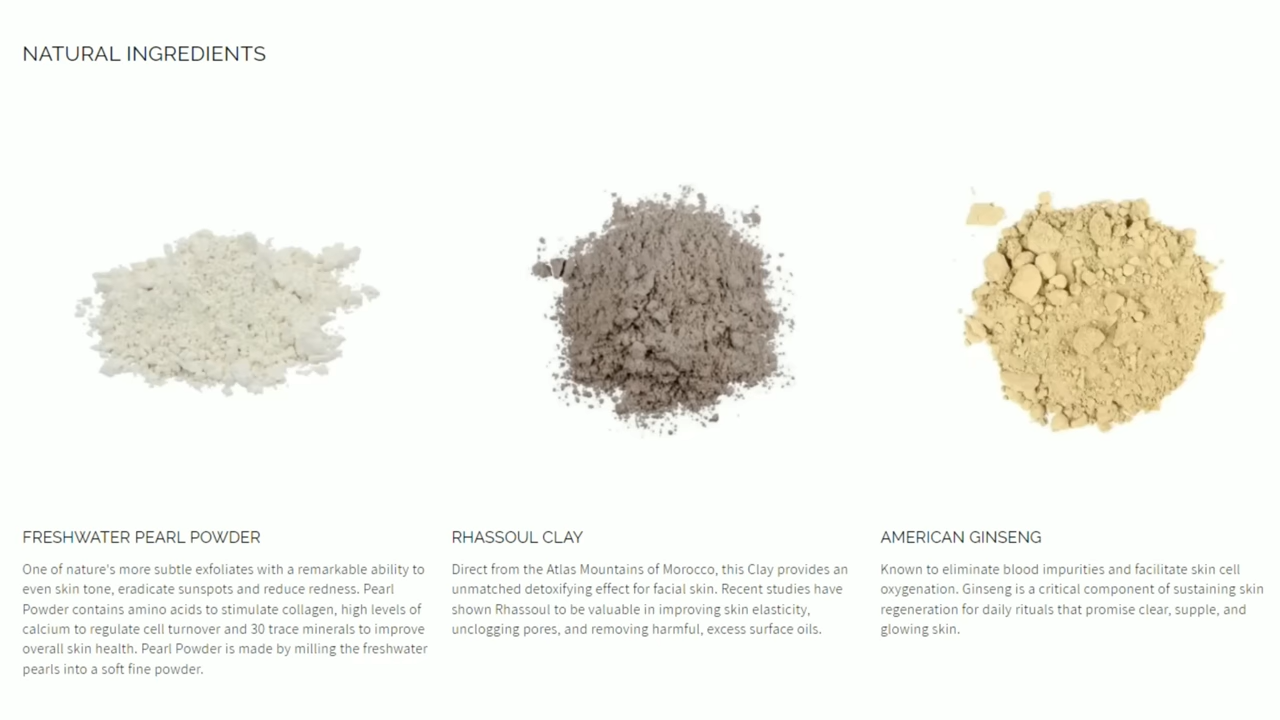 NATURAL INGREDIENTS
FRESHWATER PEARL POWDER
One of nature's more subtle exfoliates with a remarkable ability to
even skin tone, eradicate sunspots and reduce redness. Pearl
Powder contains amino acids to stimulate collagen, high levels of
calcium to regulate cell turnover and 30 trace minerals to improve
overall skin health. Pearl Powder is made by milling the freshwater
pearls into a soft fine powder.
RHASSOUL CLAY
Direct from the Atlas Mountains of Morocco, this Clay provides an
unmatched detoxifying effect for facial skin. Recent studies have
shown Rhassoul to be valuable in improving skin elasticity,
unclogging pores, and removing harmful, excess surface oils.
AMERICAN GINSENG
Known to eliminate blood impurities and facilitate skin cell
oxygenation. Ginseng is a critical component of sustaining skin
regeneration for daily rituals that promise clear, supple, and
glowing skin.